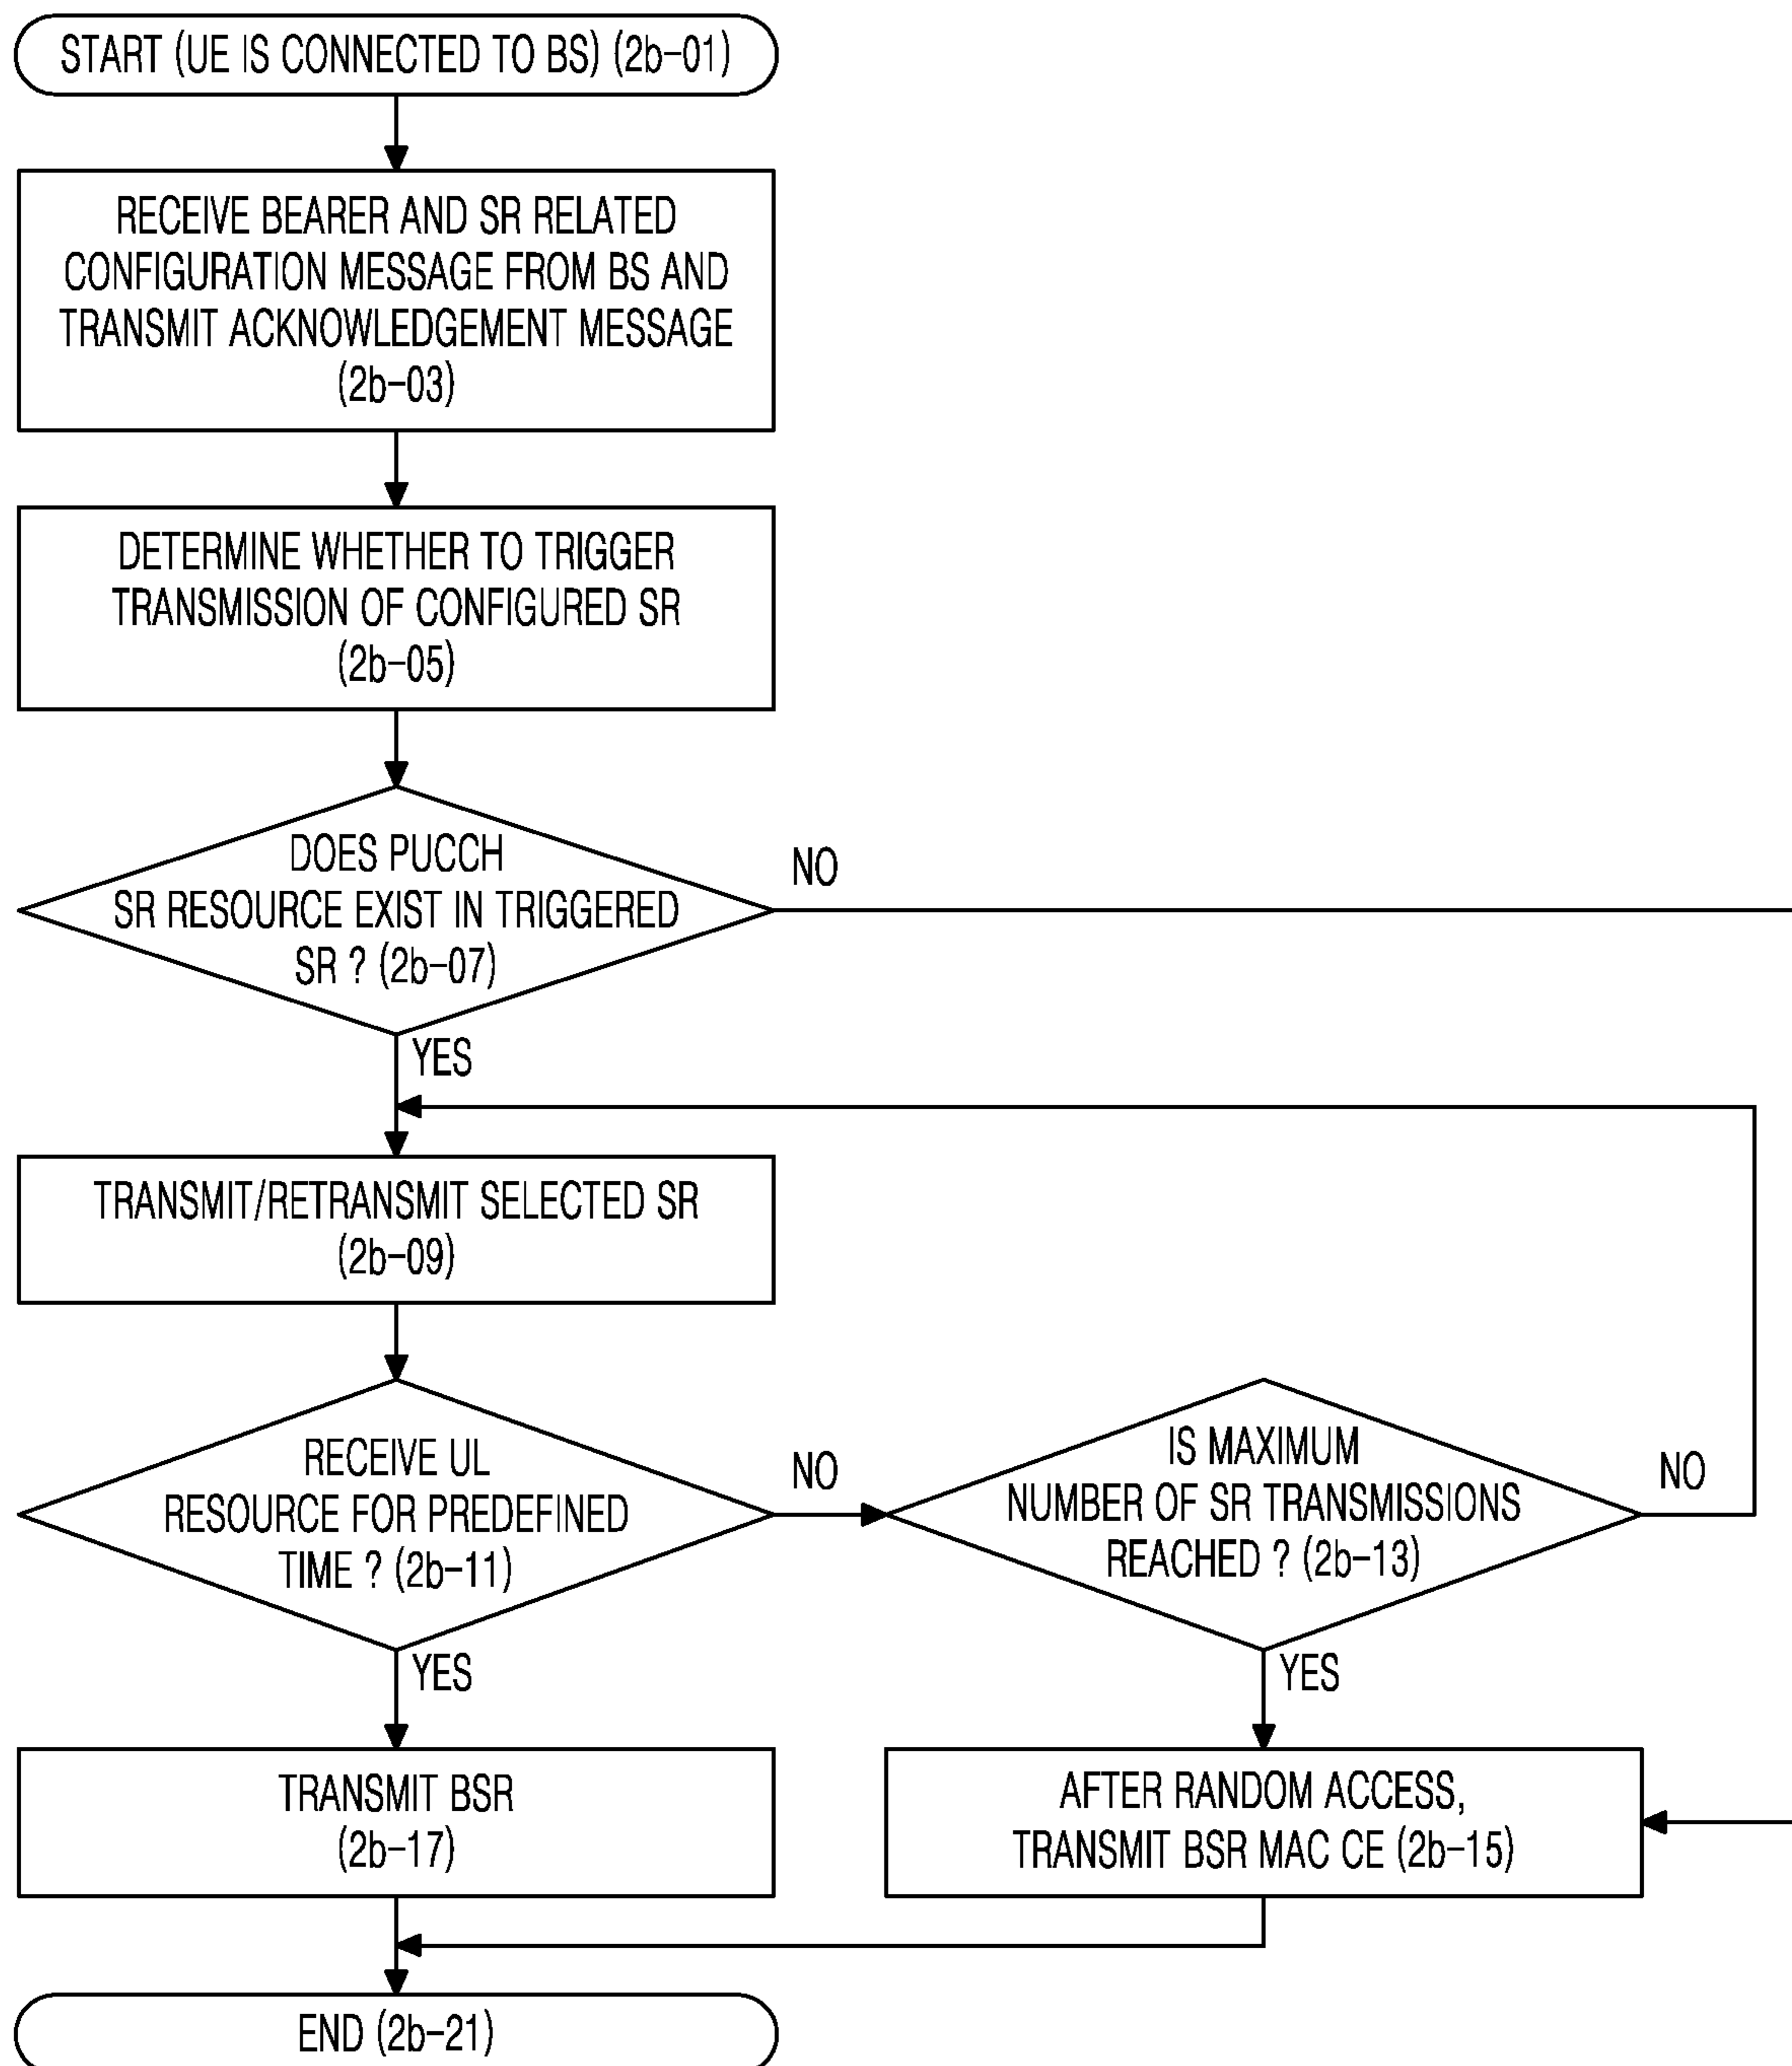 START (UE IS CONNECTED TO BS) (2b-01)
RECEIVE BEARER AND SR RELATED
CONFIGURATION MESSAGE FROM BS AND
TRANSMIT ACKNOWLEDGEMENT MESSAGE
(2b-03)
DETERMINE WHETHER TO TRIGGER
TRANSMISSION OF CONFIGURED SR
(2b-05)
DOES PUCCH
SR RESOURCE EXIST IN TRIGGERED
SR ? (2b-07)
NO
YES
TRANSMIT/RETRANSMIT SELECTED SR
(2b-09)
RECEIVE UL
RESOURCE FOR PREDEFINED
TIME ? (2b-11)
NO
IS MAXIMUM
NUMBER OF SR TRANSMISSIONS
REACHED ? (2b-13)
NO
YES
YES
TRANSMIT BSR
(2b-17)
AFTER RANDOM ACCESS,
TRANSMIT BSR MAC CE (2b-15)
END (2b-21)